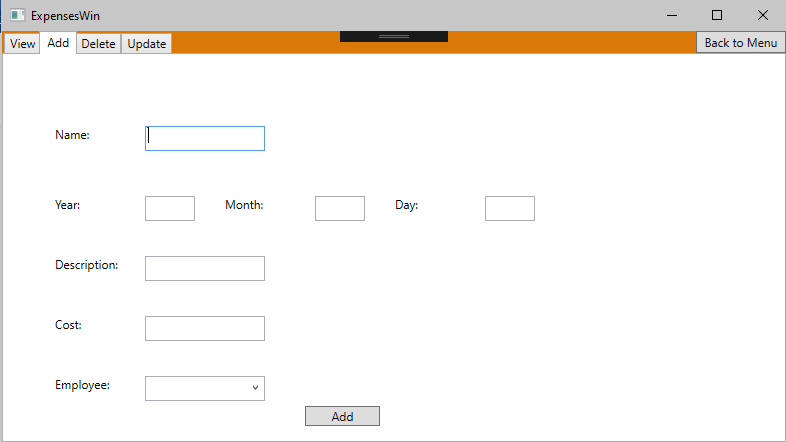 ExpensesWin
View Add Delete Update Back to Menu
Name:
Year: Month: Day:
Description:
Cost:
Employee:
Add